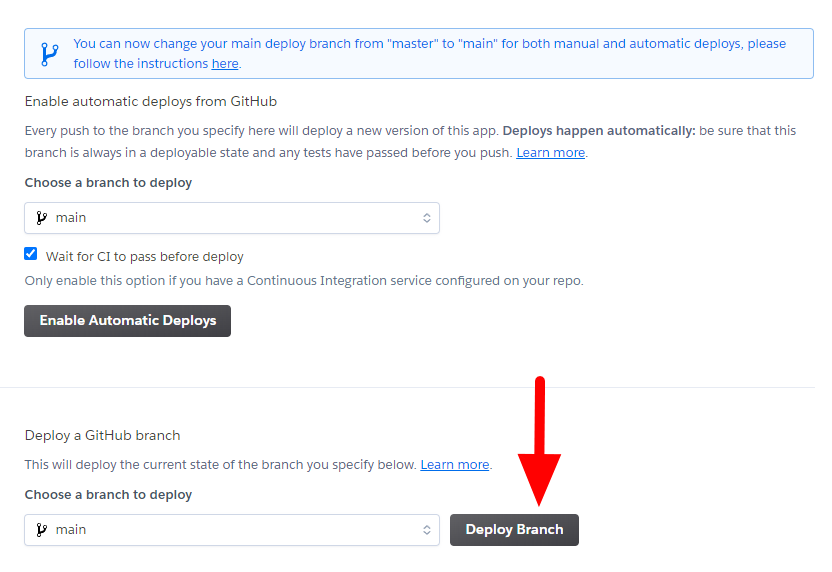 You can now change your main deploy branch from "master" to "main" for both manual and automatic deploys, please
follow the instructions here.
Enable automatic deploys from GitHub
Every push to the branch you specify here will deploy a new version of this app. Deploys happen automatically: be sure that this
branch is always in a deployable state and any tests have passed before you push. Learn more.
Choose a branch to deploy
main
Wait for CI to pass before deploy
Only enable this option if you have a Continuous Integration service configured on your repo.
Enable Automatic Deploys
Deploy a GitHub branch
This will deploy the current state of the branch you specify below. Learn more.
Choose a branch to deploy
main
Deploy Branch